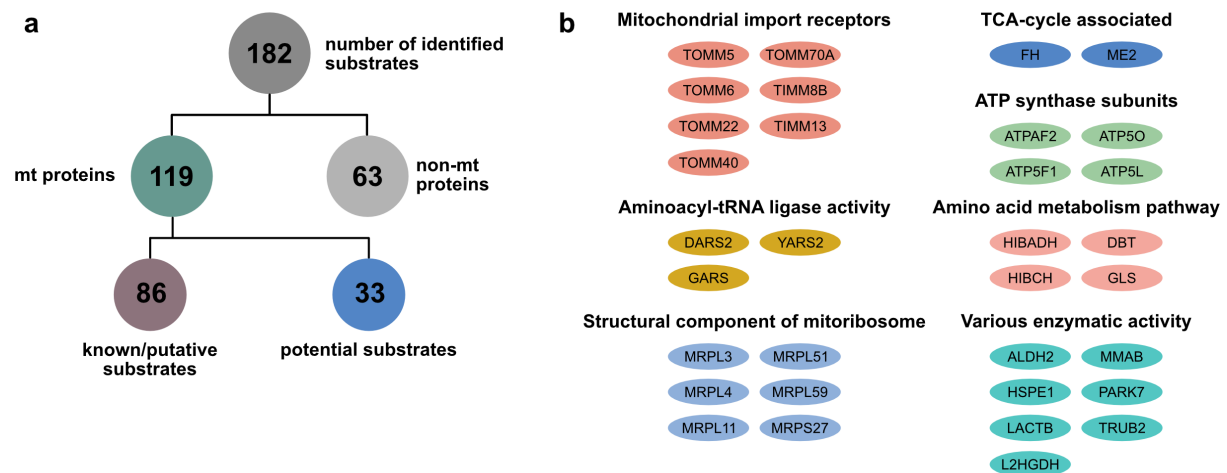 a
182
number of identified
substrates
mt proteins
119
63
non-mt
proteins
86
33
known/putative
substrates
potential substrates
b
Mitochondrial import receptors
TOMM5 TOMM70A
TOMM6 TIMM8B
TOMM22 TIMM13
TOMM40
Aminoacyl-tRNA ligase activity
DARS2 YARS2
GARS
Structural component of mitoribosome
MRPL3 MRPL51
MRPL4 MRPL59
MRPL11 MRPS27
TCA-cycle associated
FH ME2
ATP synthase subunits
ATPAF2 ATP5O
ATP5F1 ATP5L
Amino acid metabolism pathway
HIBADH DBT
HIBCH GLS
Various enzymatic activity
ALDH2 MMAB
HSPE1 PARK7
LACTB TRUB2
L2HGDH